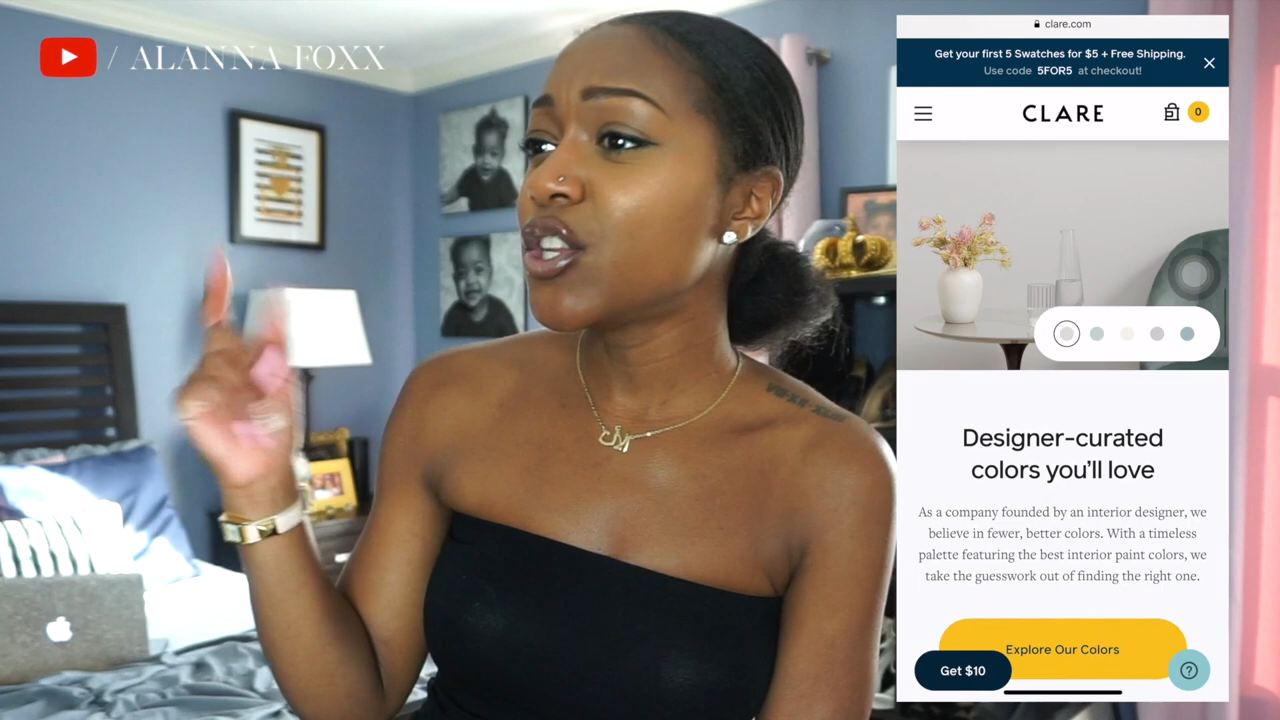 / ALANNA FOXX
clare.com
Get your first 5 Swatches for $5 + Free Shipping.
Use code 5FOR5 at checkout!
CLARE
0
Designer-curated
colors you'll love
As a company founded by an interior designer, we
believe in fewer, better colors. With a timeless
palette featuring the best interior paint colors, we
take the guesswork out of finding the right one.
Explore Our Colors
Get $10
?